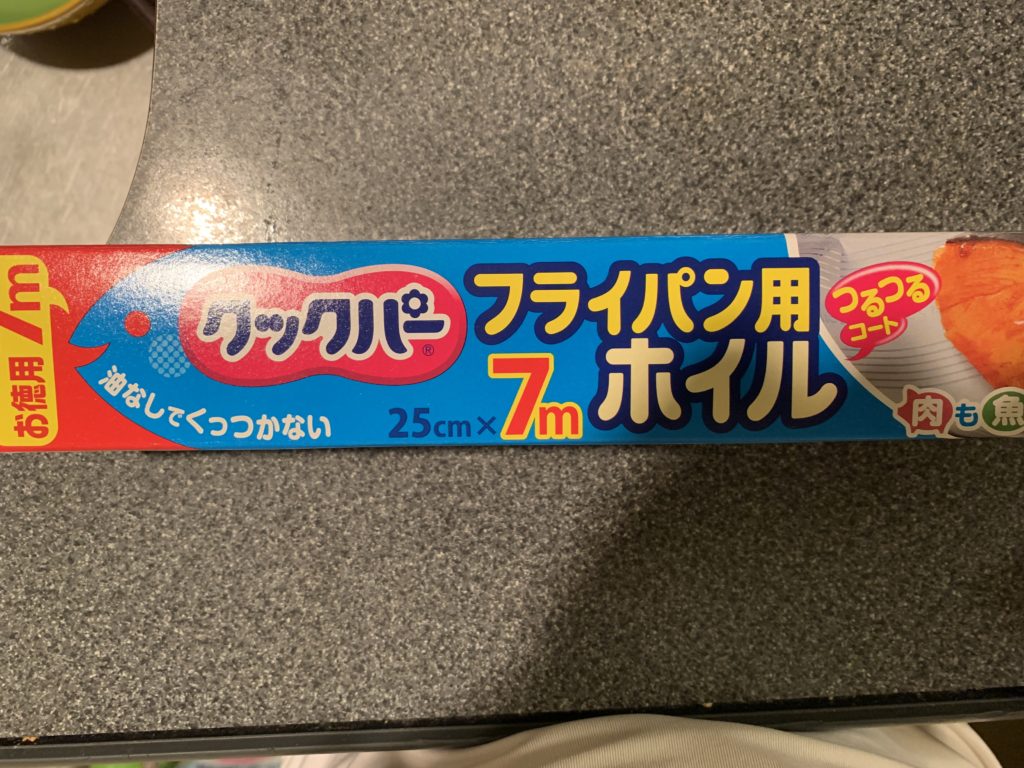 お徳用
7m
クックパー®
油なしでくっつかない
フライパン用
ホイル
25cm×7m
つるつる
コート
肉も魚